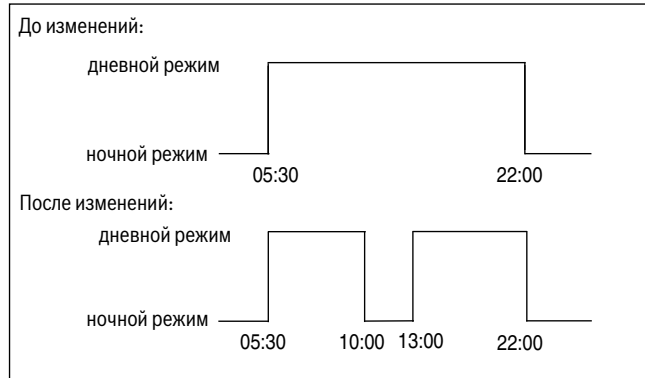 До изменений:
дневной режим
ночной режим
05:30 22:00
После изменений:
дневной режим
ночной режим
05:30 10:00 13:00 22:00